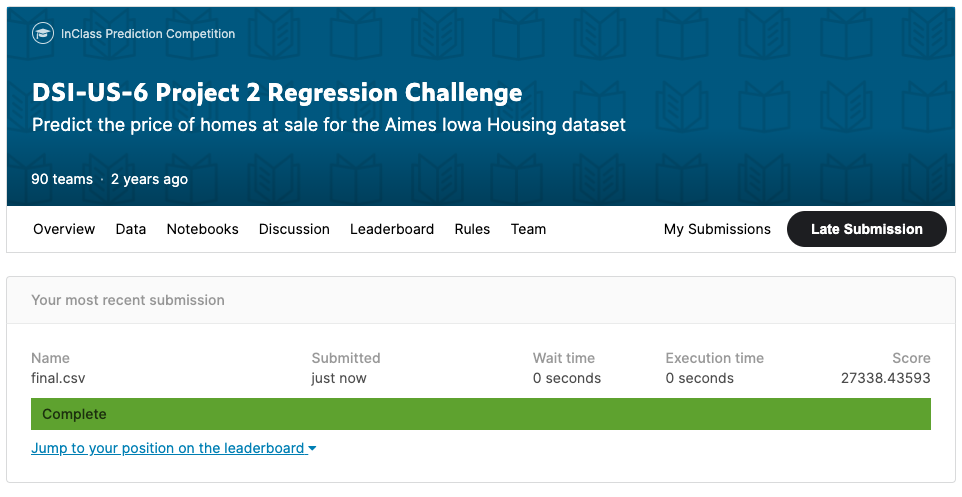 InClass Prediction Competition
DSI-US-6 Project 2 Regression Challenge
Predict the price of homes at sale for the Aimes Iowa Housing dataset
90 teams · 2 years ago
Overview Data Notebooks Discussion Leaderboard Rules Team My Submissions Late Submission
Your most recent submission
Name Submitted Wait time Execution time Score
final.csv just now 0 seconds 0 seconds 27338.43593
Complete
Jump to your position on the leaderboard